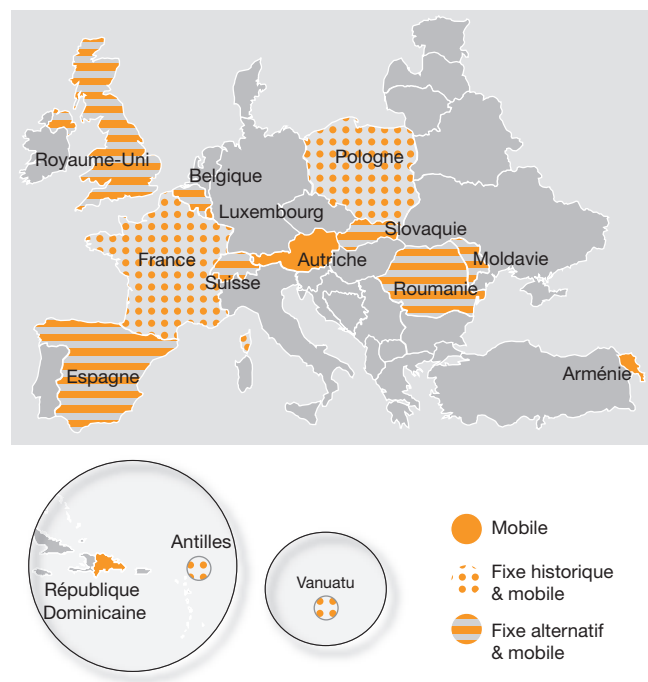 Royaume-Uni
Pologne
Belgique
Luxembourg
Slovaquie
France
Autriche
Moldavie
Suisse
Roumanie
Espagne
Arménie
Antilles
République
Dominicaine
Vanuatu
Mobile
Fixe historique
& mobile
Fixe alternatif
& mobile